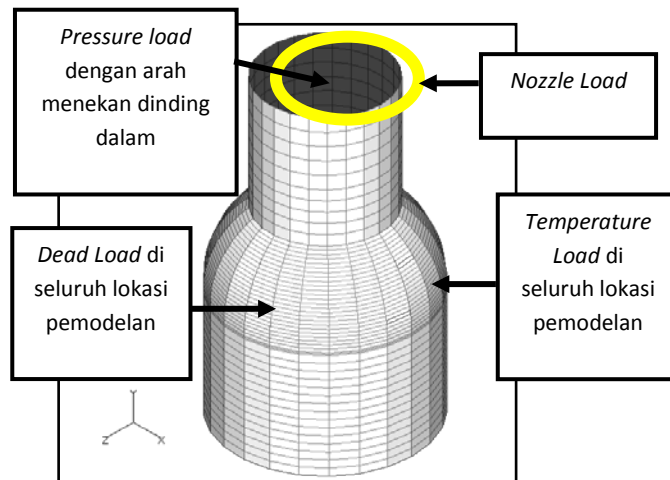 Pressure load
dengan arah
menekan dinding
dalam
Nozzle Load
Dead Load di
seluruh lokasi
pemodelan
Temperature
Load di
seluruh lokasi
pemodelan
Y
Z
X